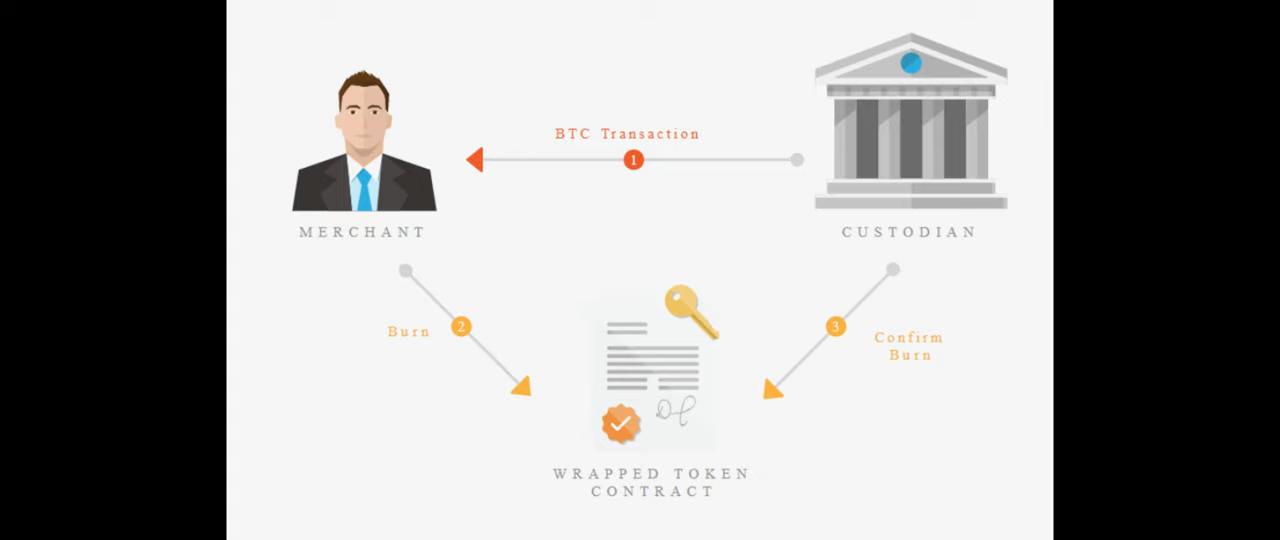 BTC Transaction
1
MERCHANT
CUSTODIAN
Burn
2
3
Confirm
Burn
WRAPPED TOKEN
CONTRACT